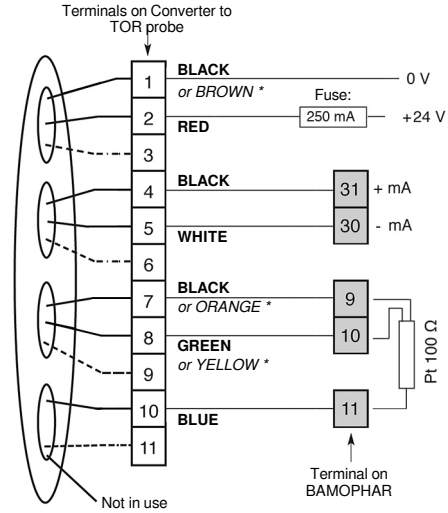 Terminals on Converter to
TOR probe
1
BLACK
or BROWN *
0 V
Fuse:
2
RED
250 mA
+24 V
3
4
BLACK
31
+ mA
5
WHITE
30
- mA
6
7
BLACK
or ORANGE *
9
8
GREEN
or YELLOW *
10
Pt 100 Ω
9
10
BLUE
11
11
Not in use
Terminal on
BAMOPHAR